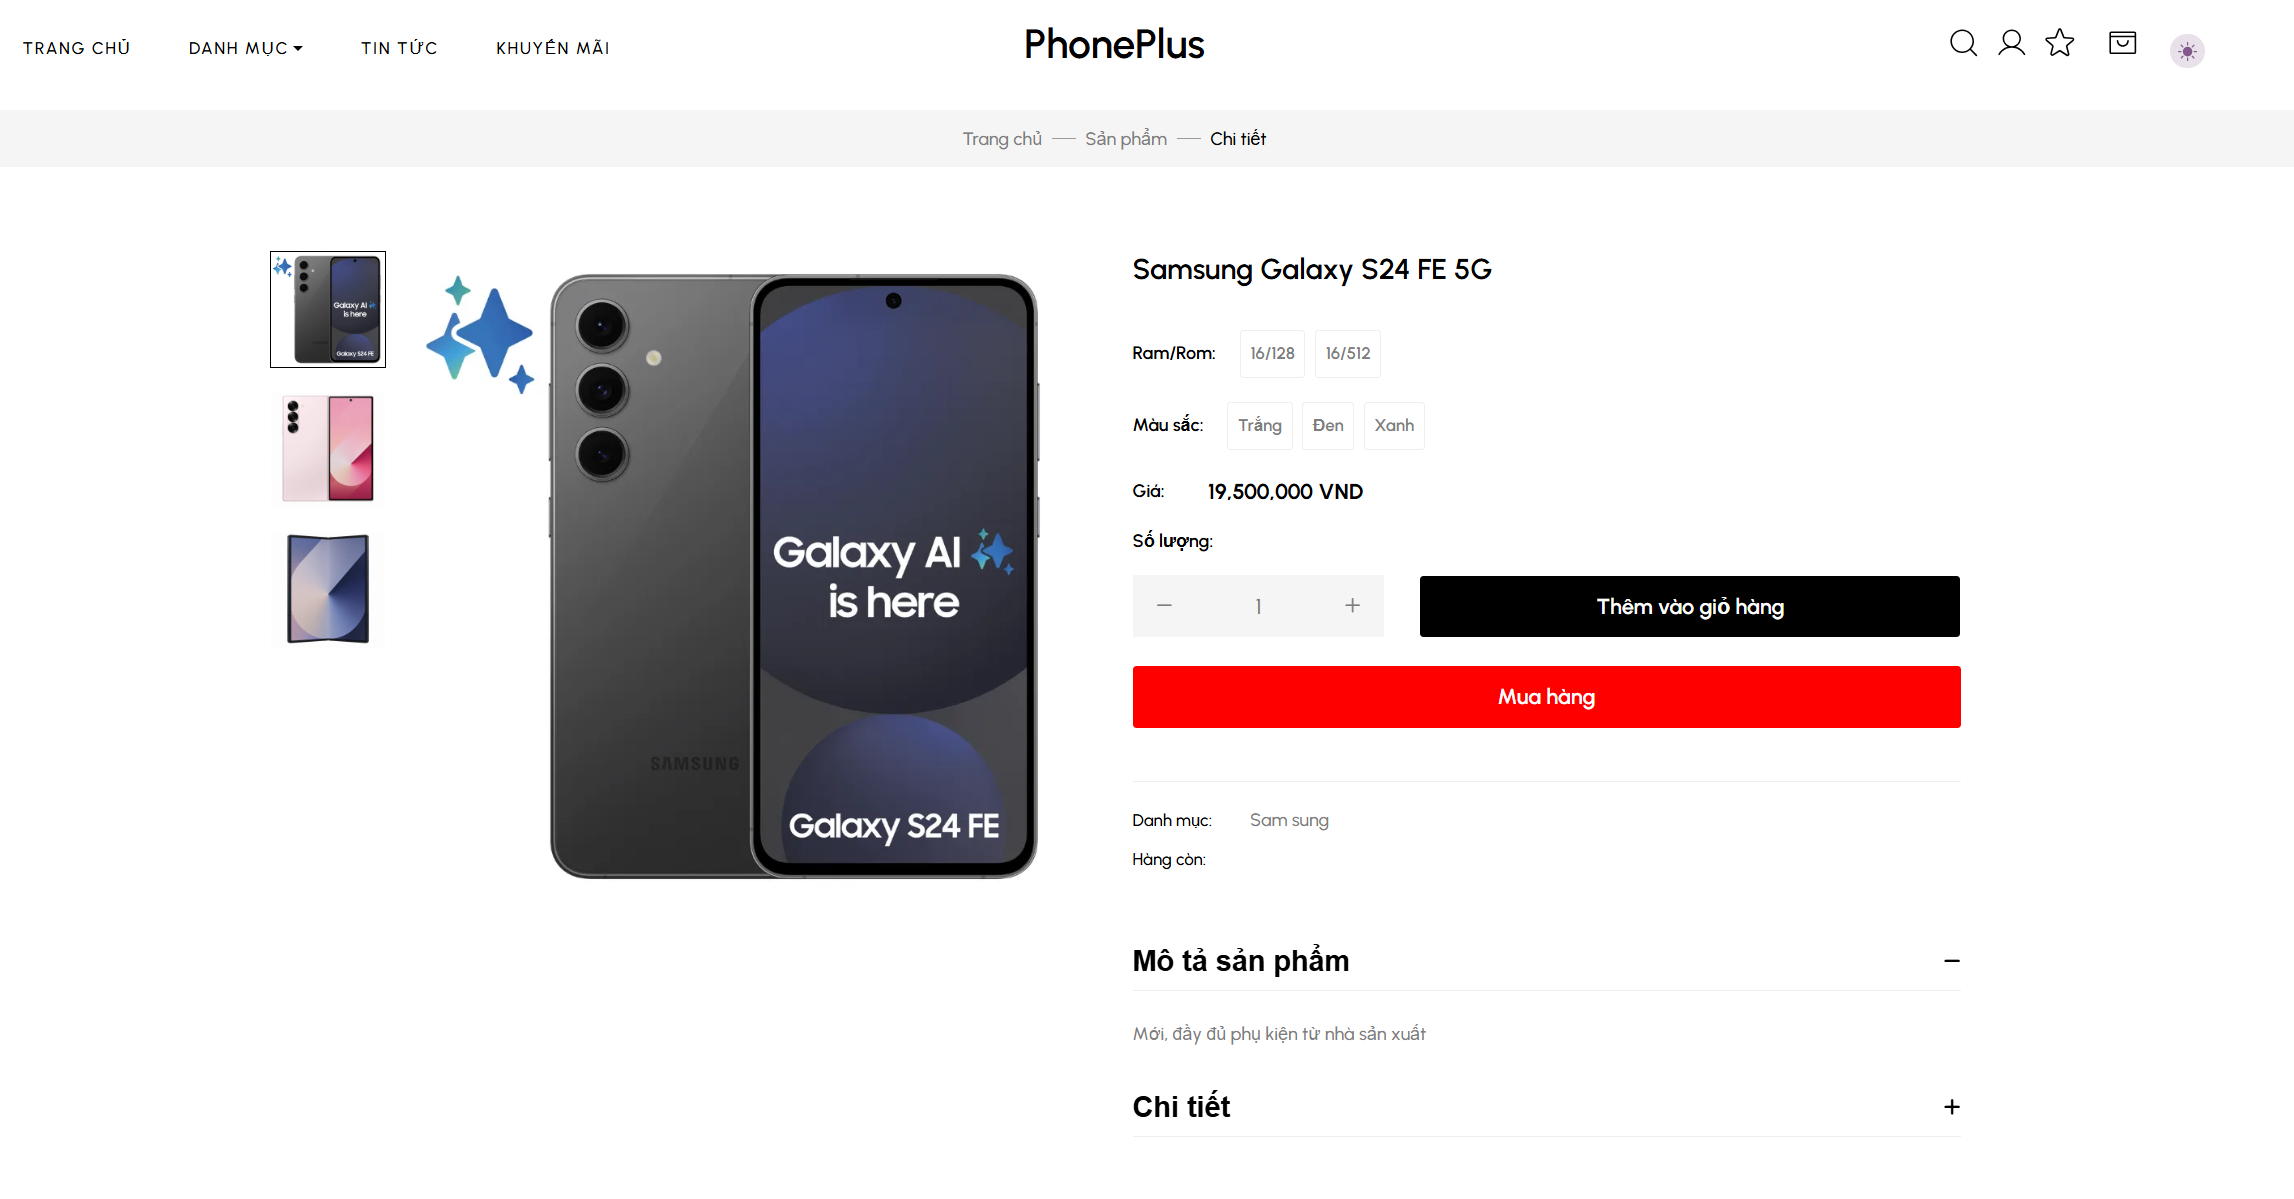 TRANG CHỦ
DANH MỤC
TIN TỨC
KHUYẾN MÃI
PhonePlus
Trang chủ — Sản phẩm — Chi tiết
Galaxy AI
is here
Galaxy S24 FE
SAMSUNG
Galaxy AI
is here
Galaxy S24 FE
Samsung Galaxy S24 FE 5G
Ram/Rom: 16/128 16/512
Màu sắc: Trắng Đen Xanh
Giá: 19,500,000 VND
Số lượng:
− 1 + Thêm vào giỏ hàng
Mua hàng
Danh mục: Sam sung
Hàng còn:
Mô tả sản phẩm −
Mới, đầy đủ phụ kiện từ nhà sản xuất
Chi tiết +